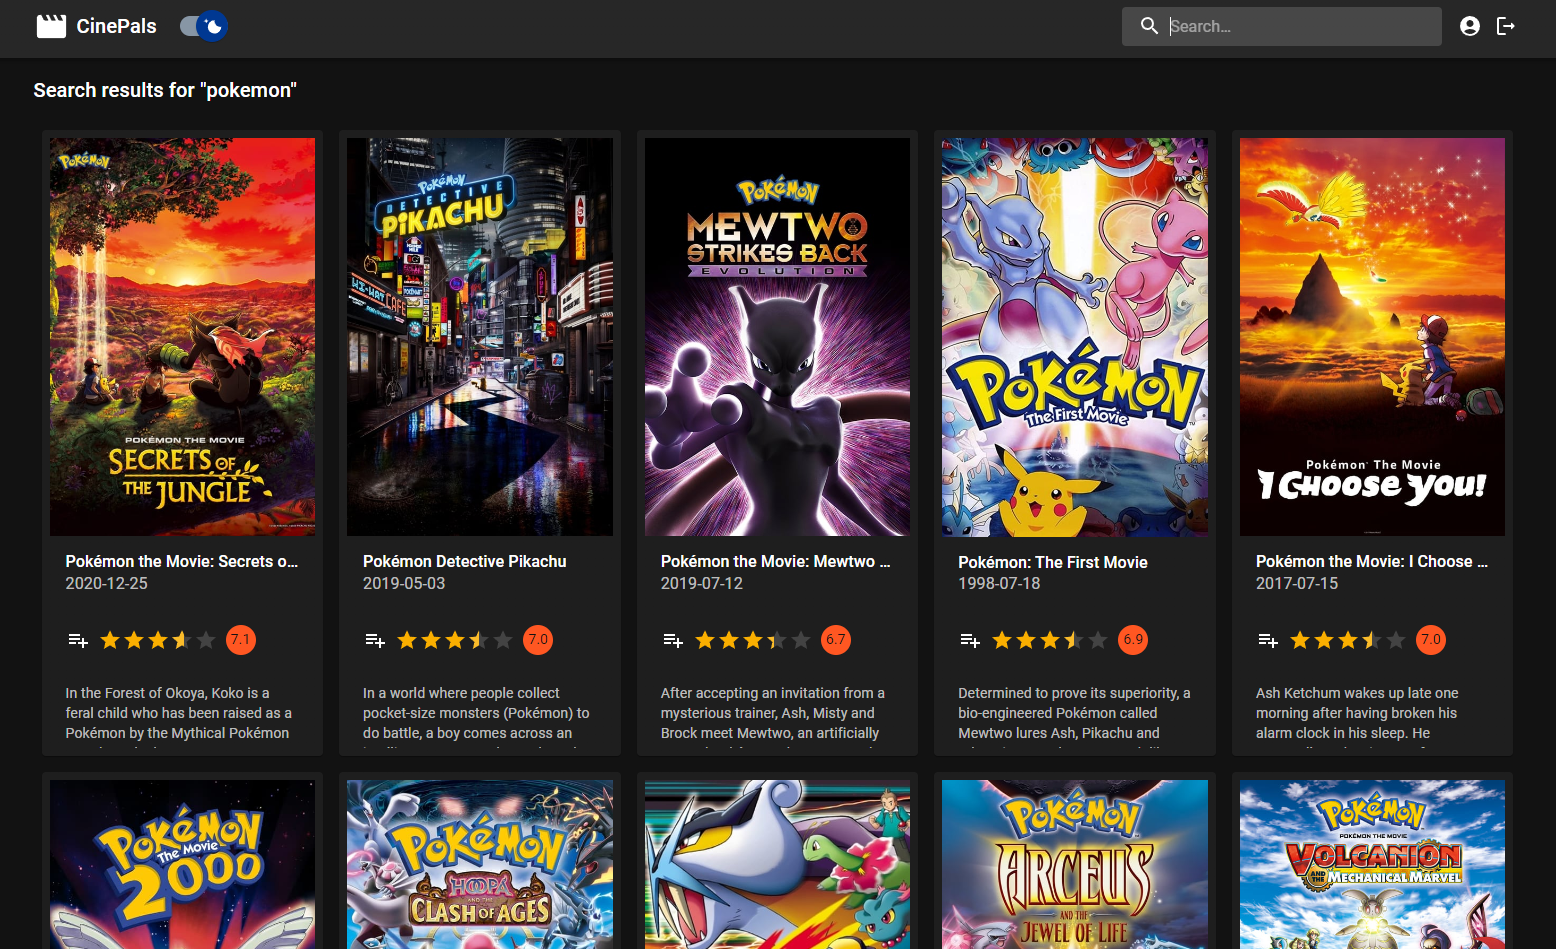 CinePals
Search...
Search results for "pokemon"
POKÉMON
POKÉMON THE MOVIE
SECRETS OF
THE JUNGLE
Pokémon the Movie: Secrets o...
2020-12-25
7.1
In the Forest of Okoya, Koko is a
feral child who has been raised as a
Pokémon by the Mythical Pokémon
POKÉMON
DETECTIVE
PIKACHU
HI-HAT CAFE
Pokémon Detective Pikachu
2019-05-03
7.0
In a world where people collect
pocket-size monsters (Pokémon) to
do battle, a boy comes across an
POKÉMON
MEWTWO
STRIKES BACK
EVOLUTION
Pokémon the Movie: Mewtwo ...
2019-07-12
6.7
After accepting an invitation from a
mysterious trainer, Ash, Misty and
Brock meet Mewtwo, an artificially
POKÉMON
The First Movie
Pokémon: The First Movie
1998-07-18
6.9
Determined to prove its superiority, a
bio-engineered Pokémon called
Mewtwo lures Ash, Pikachu and
Pokémon The Movie
I Choose You!
Pokémon the Movie: I Choose ...
2017-07-15
7.0
Ash Ketchum wakes up late one
morning after having broken his
alarm clock in his sleep. He
POKÉMON
The Movie
2000
POKÉMON
HOOPA
AND THE
CLASH OF AGES
POKÉMON
ARCEUS
AND THE
JEWEL OF LIFE
POKÉMON
POKÉMON THE MOVIE
VOLCANION
AND THE
MECHANICAL MARVEL